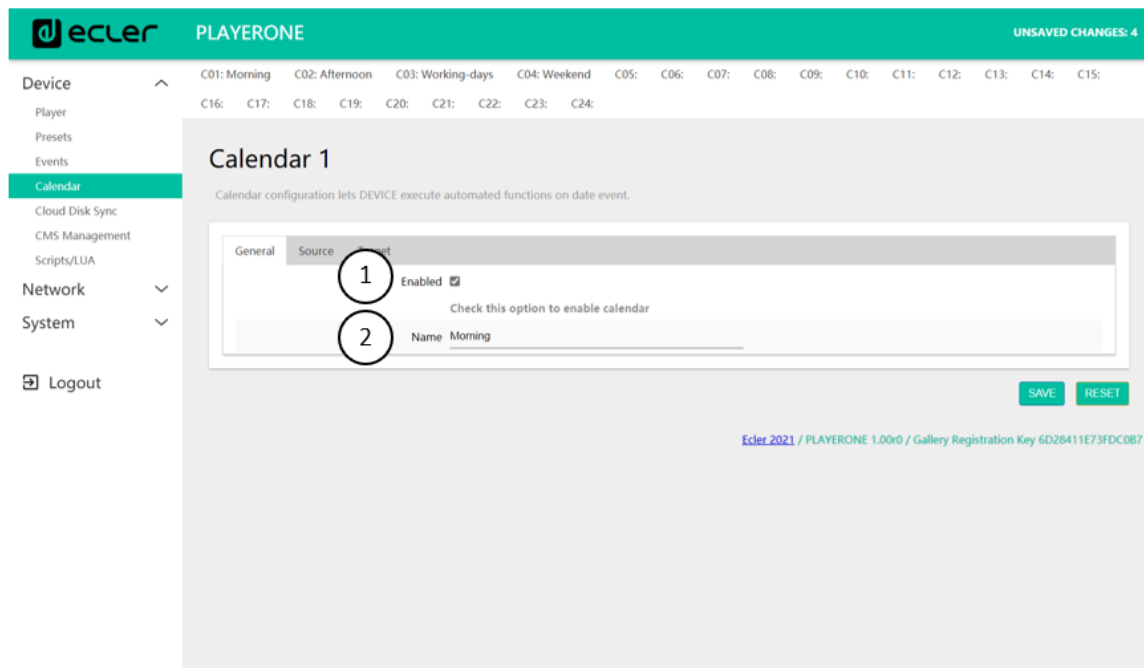 ecler PLAYERONE UNSAVED CHANGES: 4
C01: Morning C02: Afternoon C03: Working-days C04: Weekend C05: C06: C07: C08: C09: C10: C11: C12: C13: C14: C15:
C16: C17: C18: C19: C20: C21: C22: C23: C24:
Device
Player
Presets
Events
Calendar
Cloud Disk Sync
CMS Management
Scripts/LUA
Network
System
Logout
Calendar 1
Calendar configuration lets DEVICE execute automated functions on date event.
General Source Target
1 Enabled
Check this option to enable calendar
2 Name Morning
SAVE RESET
Ecler 2021 / PLAYERONE 1.00r0 / Gallery Registration Key 6D28411E73FDC0B7